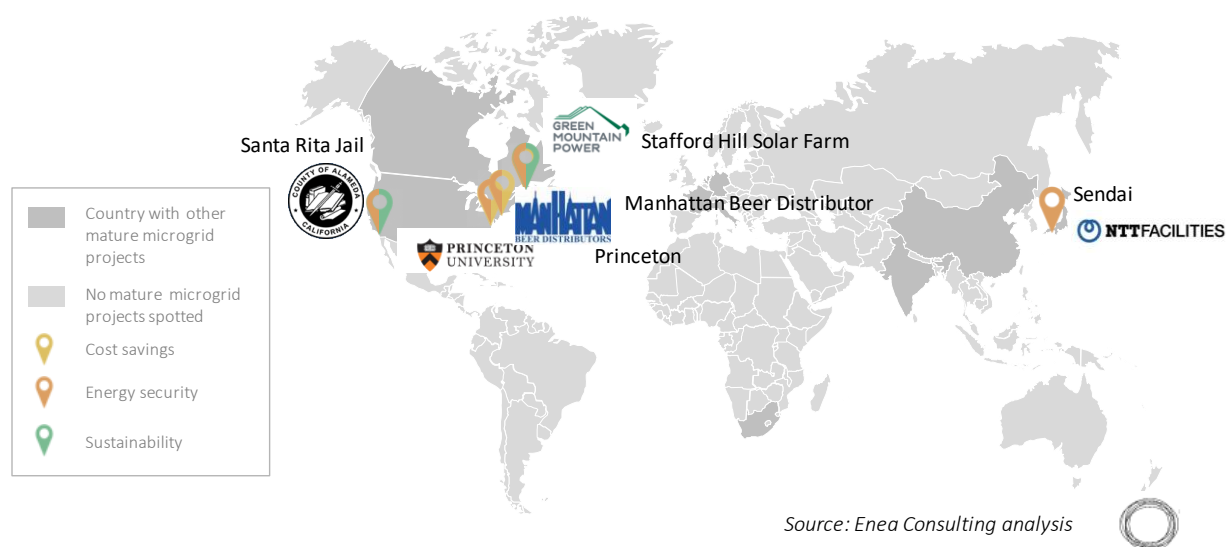 GREEN
MOUNTAIN
POWER
Stafford Hill Solar Farm
Santa Rita Jail
COUNTY OF ALAMEDA
CALIFORNIA
MANHATTAN
BEER DISTRIBUTORS
Manhattan Beer Distributor
Sendai
NTT FACILITIES
PRINCETON
UNIVERSITY
Princeton
Country with other
mature microgrid
projects
No mature microgrid
projects spotted
Cost savings
Energy security
Sustainability
Source: Enea Consulting analysis